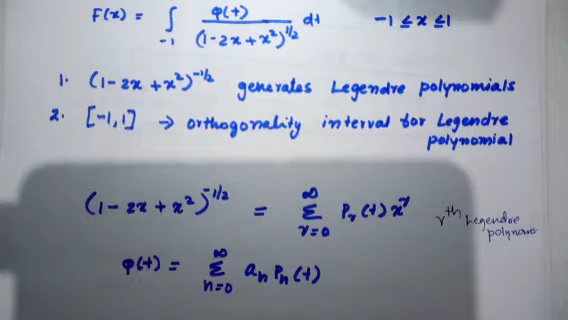 F(x) = ∫₋₁ φ(t) / (1-2x+x²)^1/2 dt -1 ≤ x ≤ 1
1. (1-2x+x²)^-1/2 generates Legendre polynomials
2. [-1,1] → orthogonality interval for Legendre
polynomial
(1-2x+x²)^-1/2 = Σ_{r=0}^{∞} P_r(t) x^r rth Legendre
φ(t) = Σ_{n=0}^{∞} a_n P_n(t)